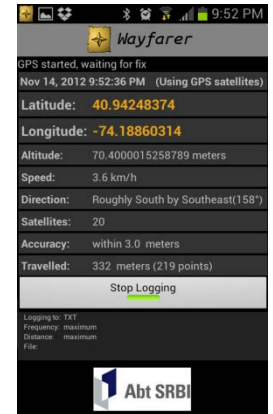 9:52 PM
Wayfarer
GPS started, waiting for fix
Nov 14, 2012 9:52:36 PM (Using GPS satellites)
Latitude: 40.94248374
Longitude: -74.18860314
Altitude: 70.4000015258789 meters
Speed: 3.6 km/h
Direction: Roughly South by Southeast(158°)
Satellites: 20
Accuracy: within 3.0 meters
Travelled: 332 meters (219 points)
Stop Logging
Logging to: TXT
Frequency: maximum
Distance: maximum
File:
Abt SRBI